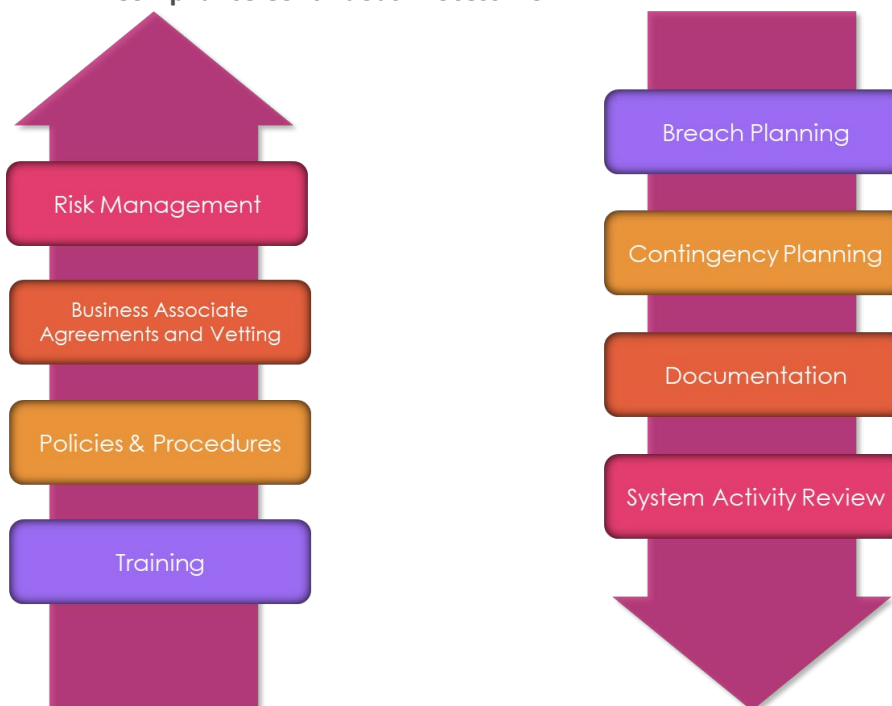 Risk Management
Business Associate
Agreements and Vetting
Policies & Procedures
Training
Breach Planning
Contingency Planning
Documentation
System Activity Review